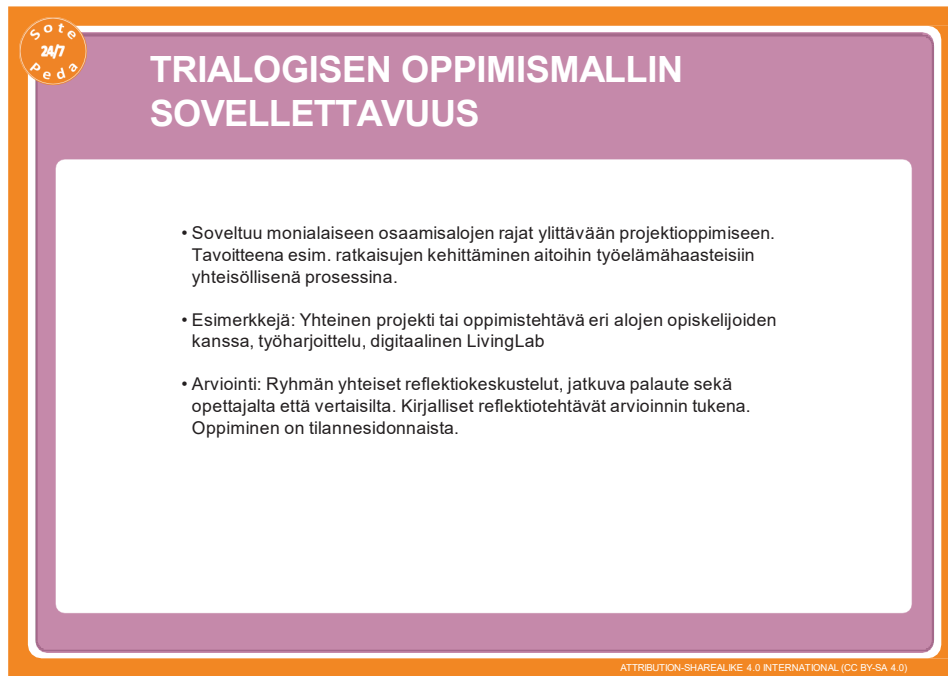 Sote
24/7
Peda
TRIALOGISEN OPPIMISMALLIN
SOVELLETTAVUUS
• Soveltuu monialaiseen osaamisalojen rajat ylittävään projektioppimiseen.
Tavoitteena esim. ratkaisujen kehittäminen aitoihin työelämähaasteisiin
yhteisöllisenä prosessina.
• Esimerkkejä: Yhteinen projekti tai oppimistehtävä eri alojen opiskelijoiden
kanssa, työharjoittelu, digitaalinen LivingLab
• Arviointi: Ryhmän yhteiset reflektiokeskustelut, jatkuva palaute sekä
opettajalta että vertaisilta. Kirjalliset reflektiotehtävät arvioinnin tukena.
Oppiminen on tilannesidonnaista.
ATTRIBUTION-SHAREALIKE 4.0 INTERNATIONAL (CC BY-SA 4.0)